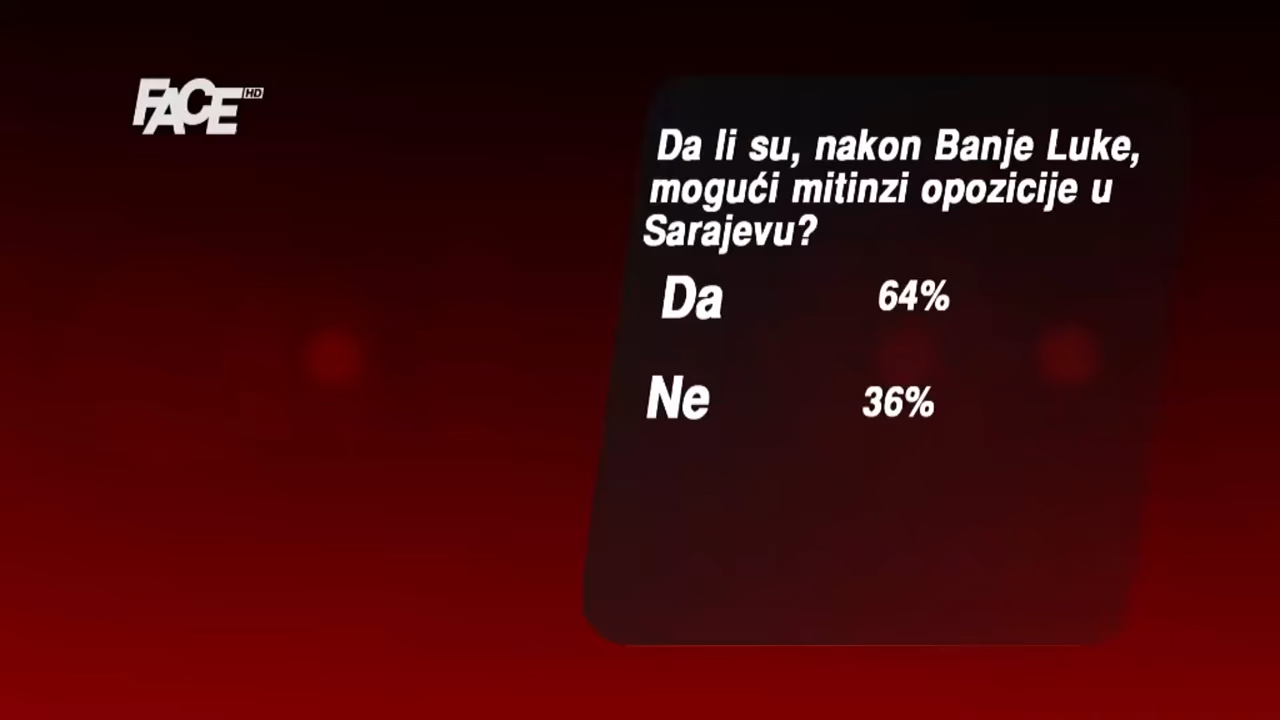 FACE HD
Da li su, nakon Banje Luke,
mogući mitinzi opozicije u
Sarajevu?
Da 64%
Ne 36%